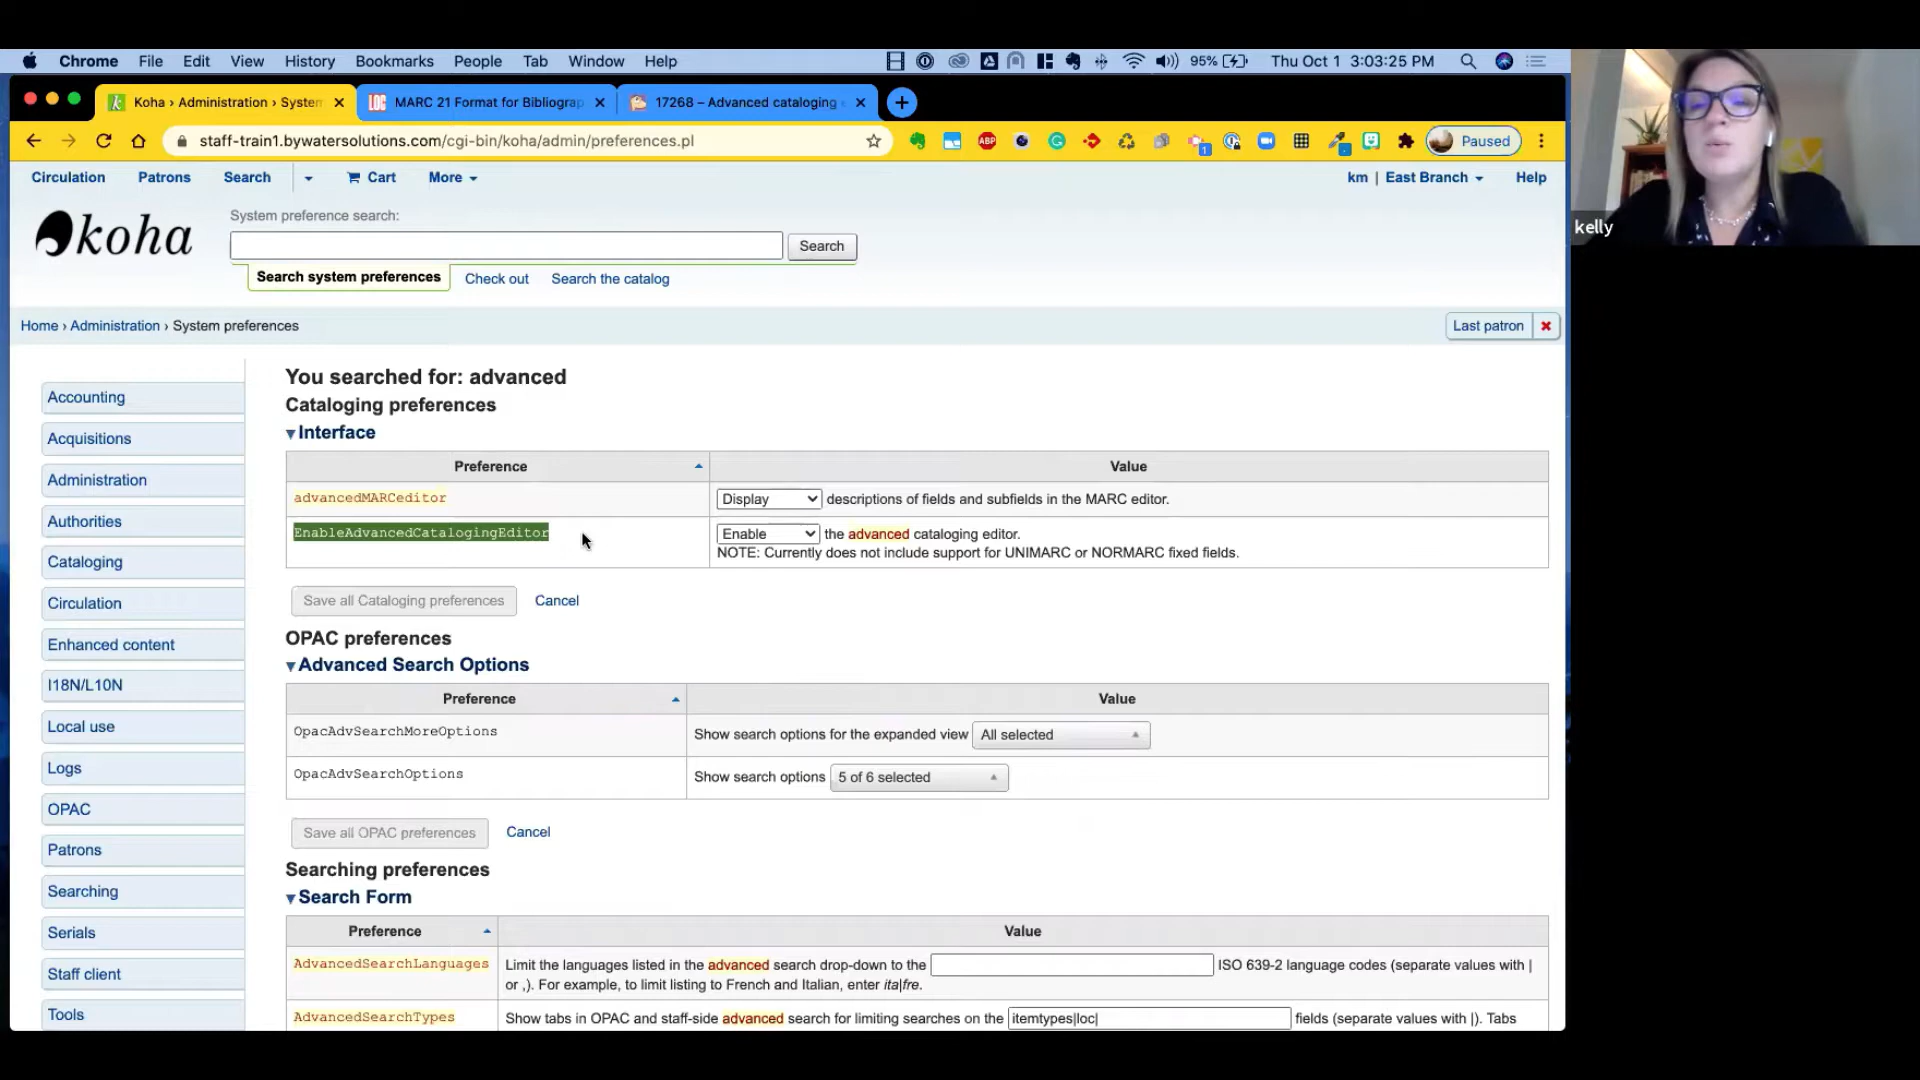 Chrome File Edit View History Bookmarks People Tab Window Help 95% Thu Oct 1 3:03:25 PM
Koha › Administration › System MARC 21 Format for Bibliograp LOC 17268 – Advanced cataloging
staff-train1.bywatersolutions.com/cgi-bin/koha/admin/preferences.pl ABP Paused
Circulation Patrons Search Cart More km | East Branch Help
kelly
koha
System preference search:
Search
Search system preferences Check out Search the catalog
Home › Administration › System preferences Last patron
Accounting
Acquisitions
Administration
Authorities
Cataloging
Circulation
Enhanced content
I18N/L10N
Local use
Logs
OPAC
Patrons
Searching
Serials
Staff client
Tools
You searched for: advanced
Cataloging preferences
Interface
Preference Value
advancedMARCeditor Display descriptions of fields and subfields in the MARC editor.
EnableAdvancedCatalogingEditor Enable the advanced cataloging editor.
NOTE: Currently does not include support for UNIMARC or NORMARC fixed fields.
Save all Cataloging preferences Cancel
OPAC preferences
Advanced Search Options
Preference Value
OpacAdvSearchMoreOptions Show search options for the expanded view All selected
OpacAdvSearchOptions Show search options 5 of 6 selected
Save all OPAC preferences Cancel
Searching preferences
Search Form
Preference Value
AdvancedSearchLanguages Limit the languages listed in the advanced search drop-down to the ISO 639-2 language codes (separate values with |
or ,). For example, to limit listing to French and Italian, enter ita|fre.
AdvancedSearchTypes Show tabs in OPAC and staff-side advanced search for limiting searches on the itemtypes|loc| fields (separate values with |). Tabs